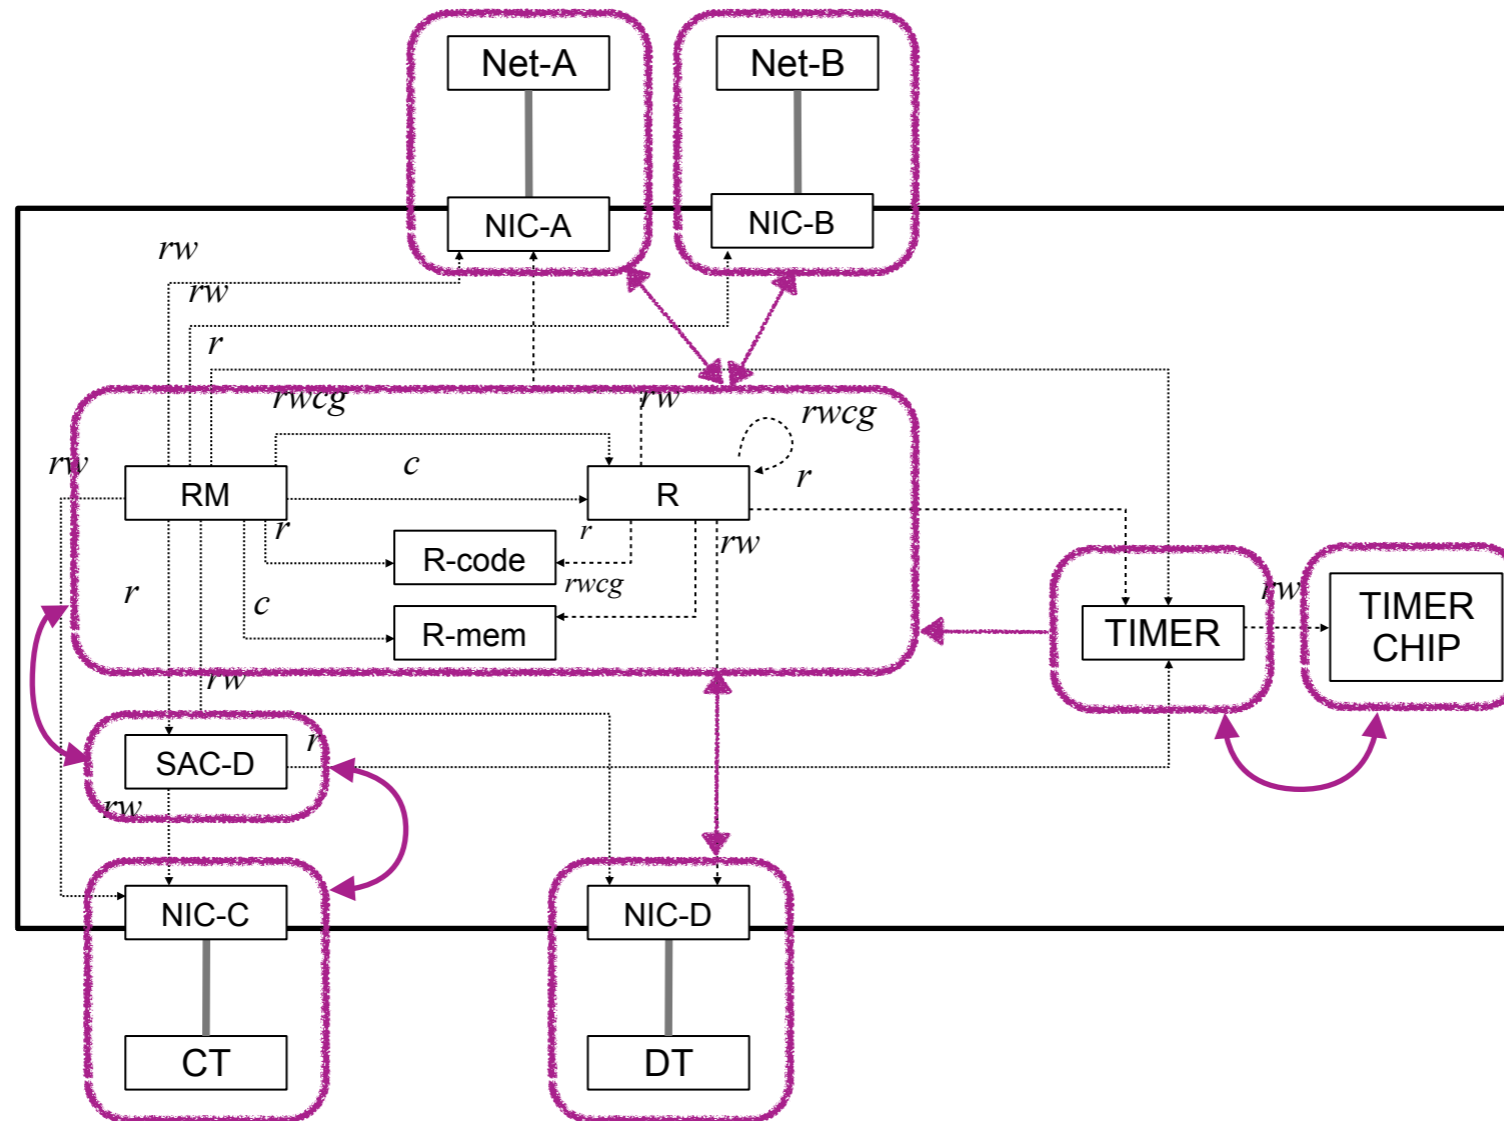 Net-A
Net-B
NIC-A
NIC-B
rw
rw
r
rwcg
rw
rwcg
rw
c
r
RM
R
r
r
rw
R-code
rwcg
r
c
R-mem
rw
TIMER
TIMER
CHIP
rw
r
SAC-D
rw
NIC-C
NIC-D
CT
DT